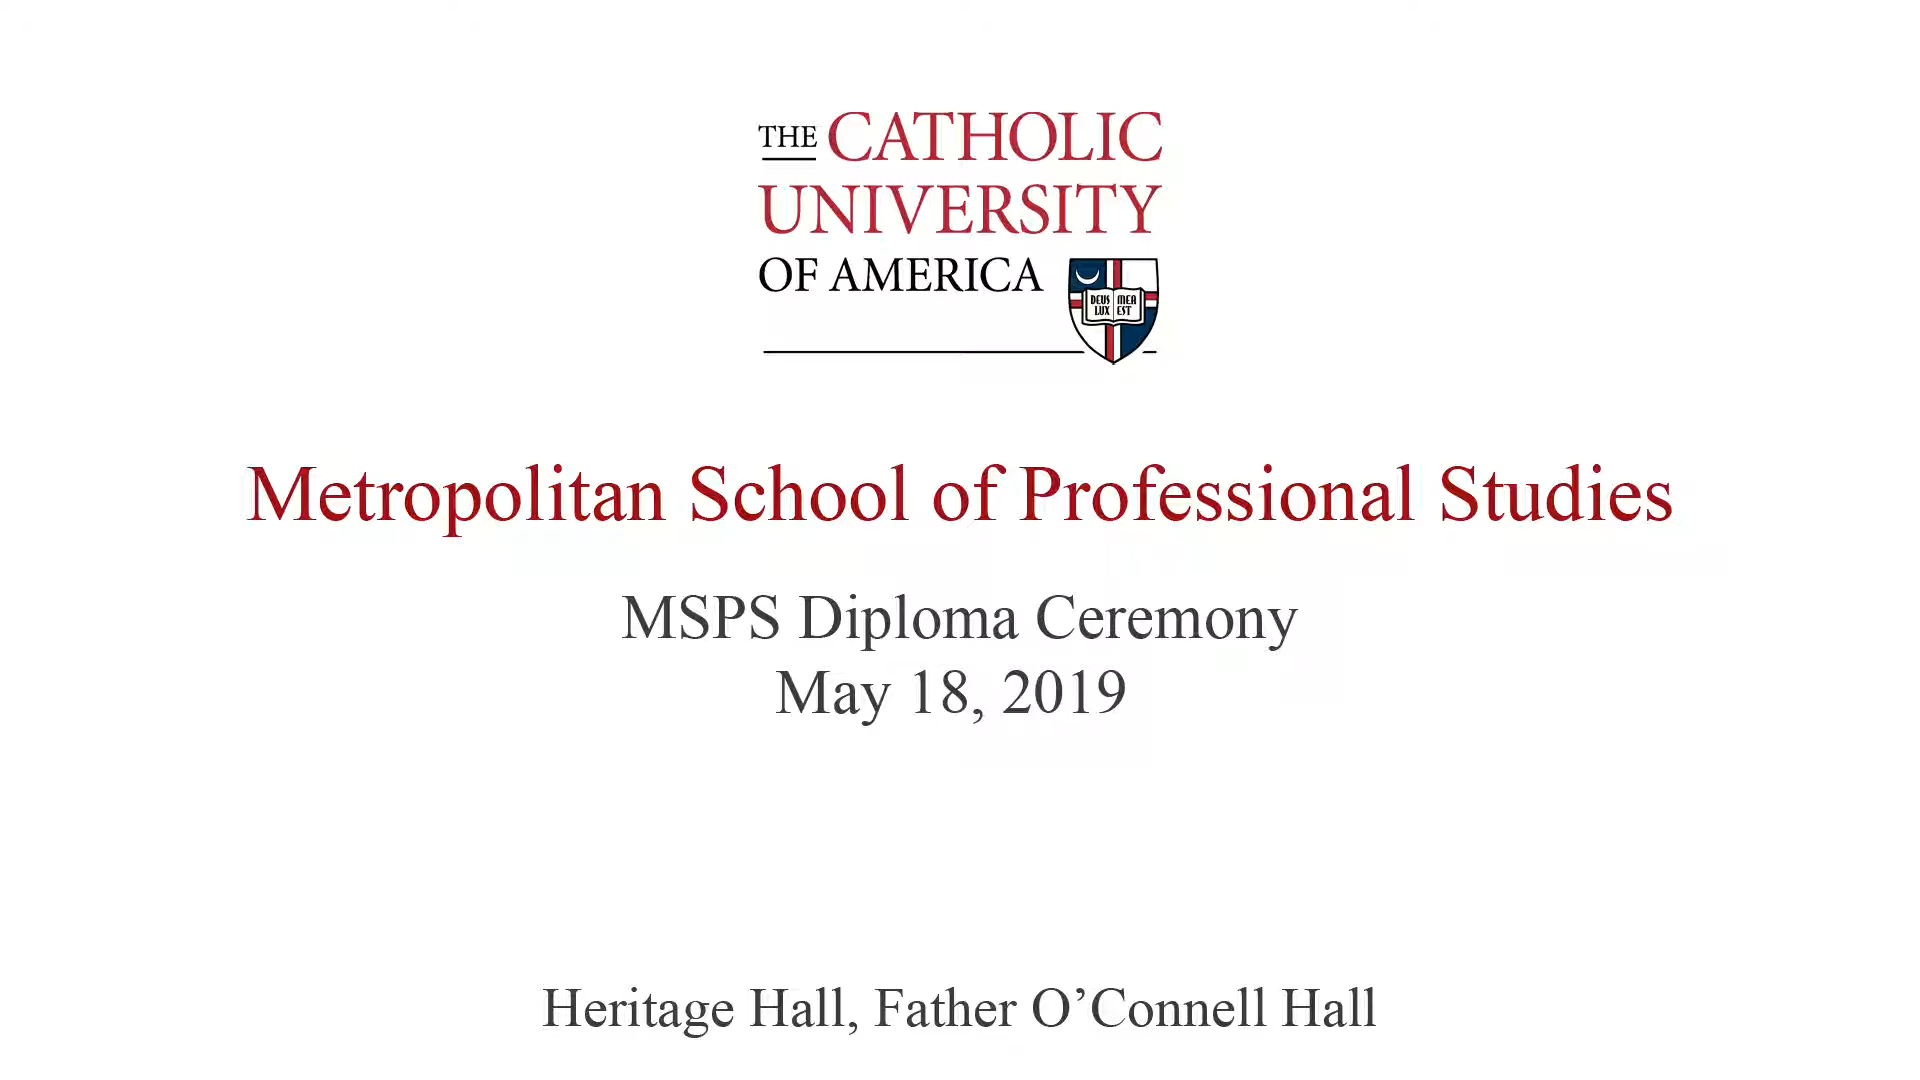 THE CATHOLIC
UNIVERSITY
OF AMERICA
DEUS MEA
LUX EST
Metropolitan School of Professional Studies
MSPS Diploma Ceremony
May 18, 2019
Heritage Hall, Father O’Connell Hall